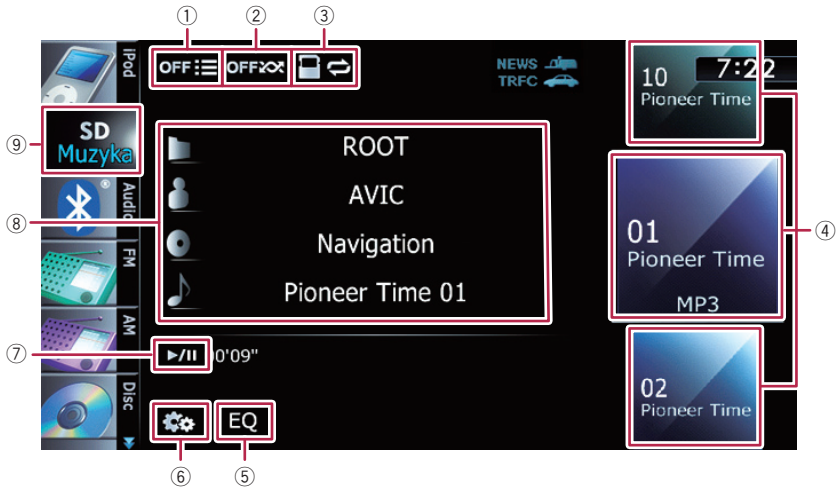 ① ② ③
iPod
OFF OFF
NEWS
TRFC
7:22
10
Pioneer Time
⑨
SD
Muzyka
⑧
ROOT
AVIC
Navigation
Pioneer Time 01
④
01
Pioneer Time
MP3
Audio
FM
AM
Disc
⑦
►/II 00'09"
02
Pioneer Time
EQ
⑥ ⑤